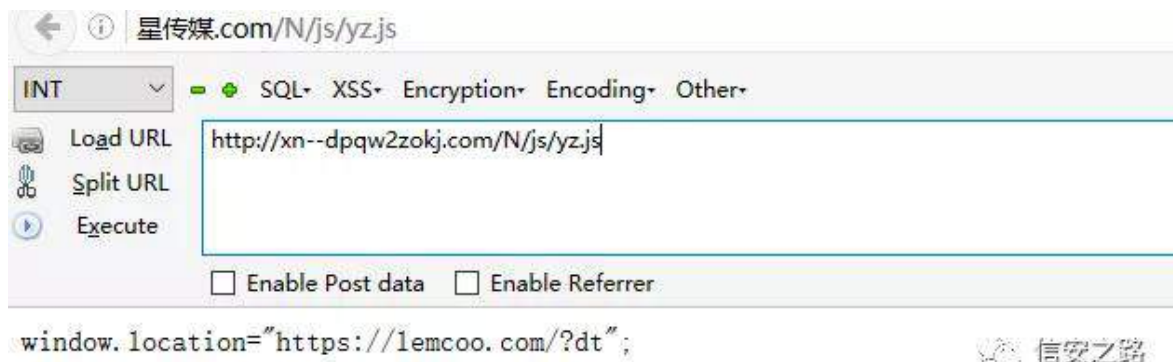 星传媒.com/N/js/yz.js
INT SQL▾ XSS▾ Encryption▾ Encoding▾ Other▾
Load URL
http://xn--dpqw2zokj.com/N/js/yz.js
Split URL
Execute
Enable Post data Enable Referrer
window.location="https://lemcoo.com/?dt";
信安之路